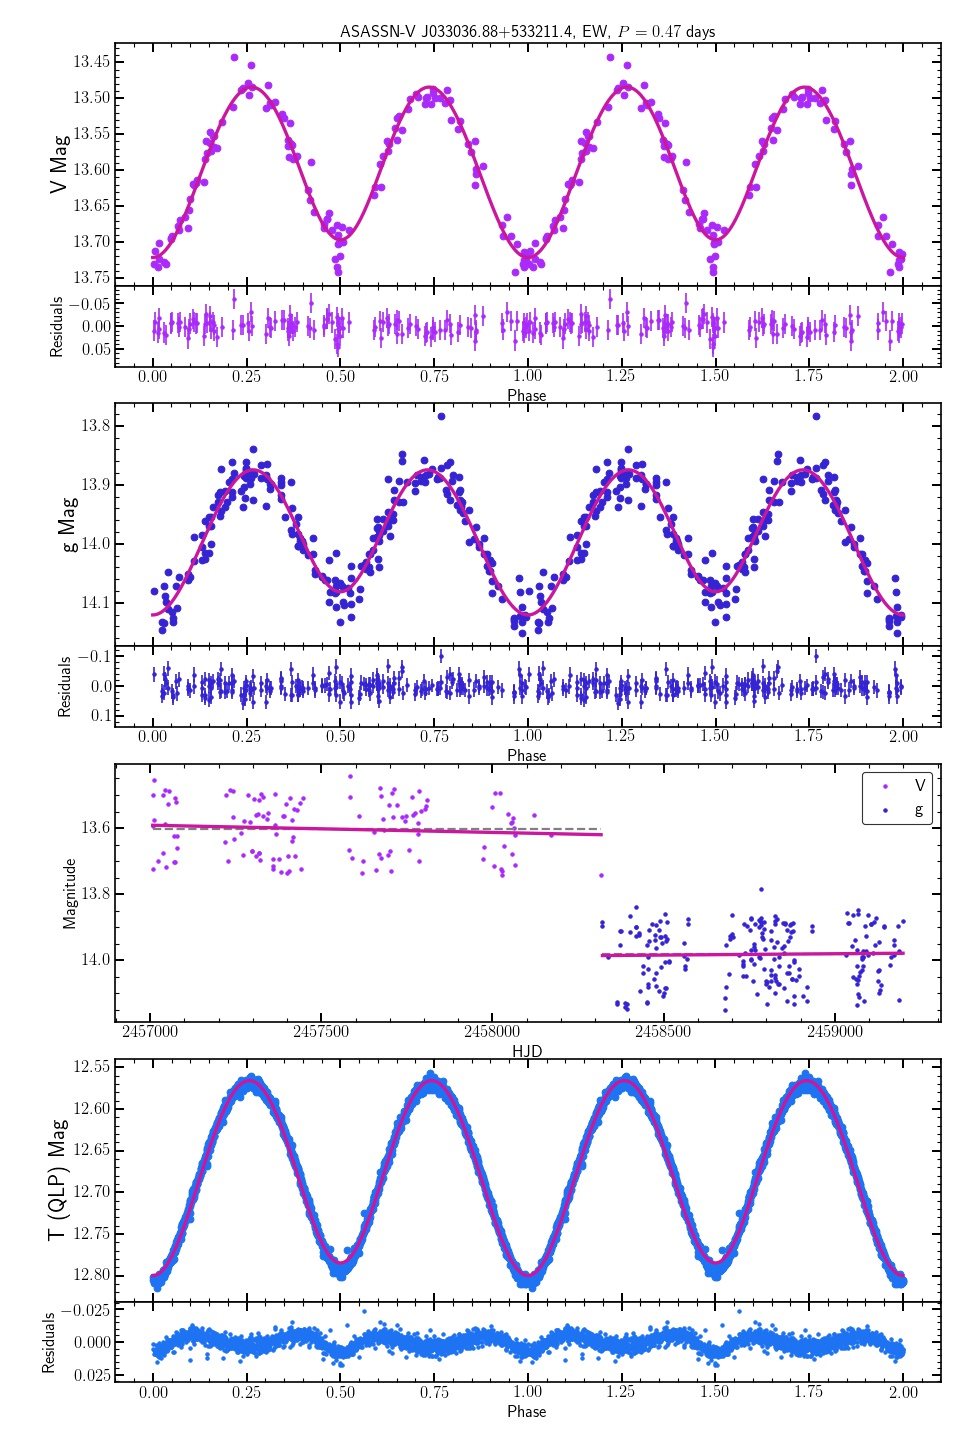 ASASSN-V J033036.88+533211.4, EW, P = 0.47 days
V Mag
13.45
13.50
13.55
13.60
13.65
13.70
13.75
Residuals
−0.05
0.00
0.05
0.00 0.25 0.50 0.75 1.00 1.25 1.50 1.75 2.00
Phase
g Mag
13.8
13.9
14.0
14.1
Residuals
−0.1
0.0
0.1
0.00 0.25 0.50 0.75 1.00 1.25 1.50 1.75 2.00
Phase
Magnitude
13.6
13.8
14.0
V
g
2457000 2457500 2458000 2458500 2459000
HJD
T (QLP) Mag
12.55
12.60
12.65
12.70
12.75
12.80
Residuals
−0.025
0.000
0.025
0.00 0.25 0.50 0.75 1.00 1.25 1.50 1.75 2.00
Phase